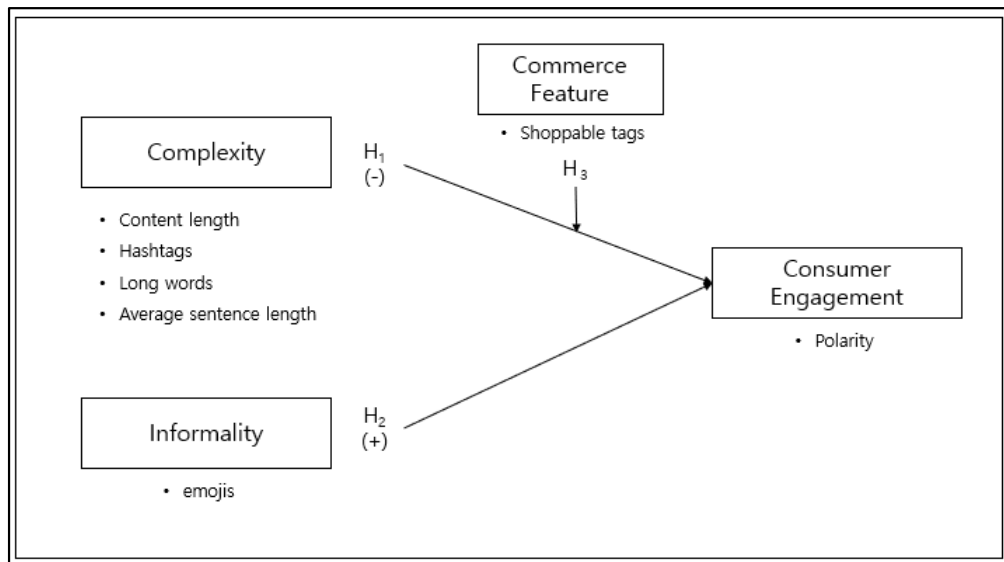 Commerce
Feature
• Shoppable tags
H₃
Complexity
H₁
(-)
• Content length
• Hashtags
• Long words
• Average sentence length
Consumer
Engagement
• Polarity
Informality
H₂
(+)
• emojis